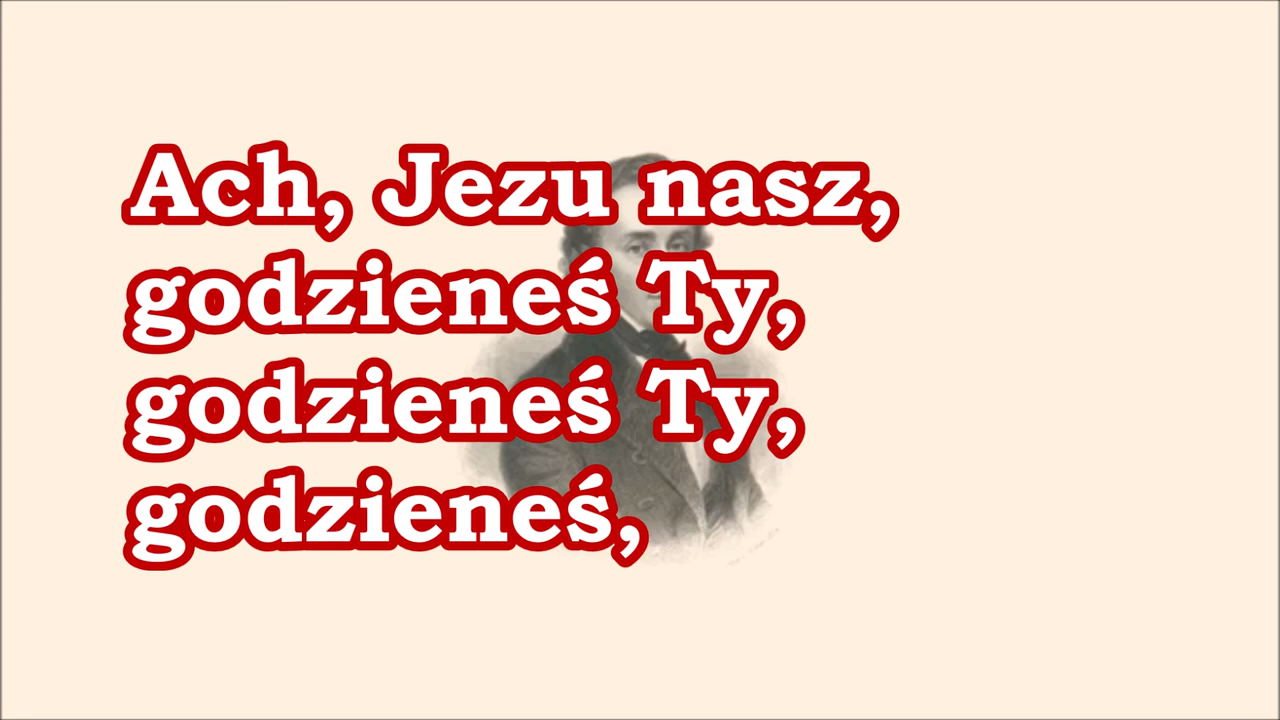 Ach, Jezu nasz,
godzieneś Ty,
godzieneś Ty,
godzieneś,